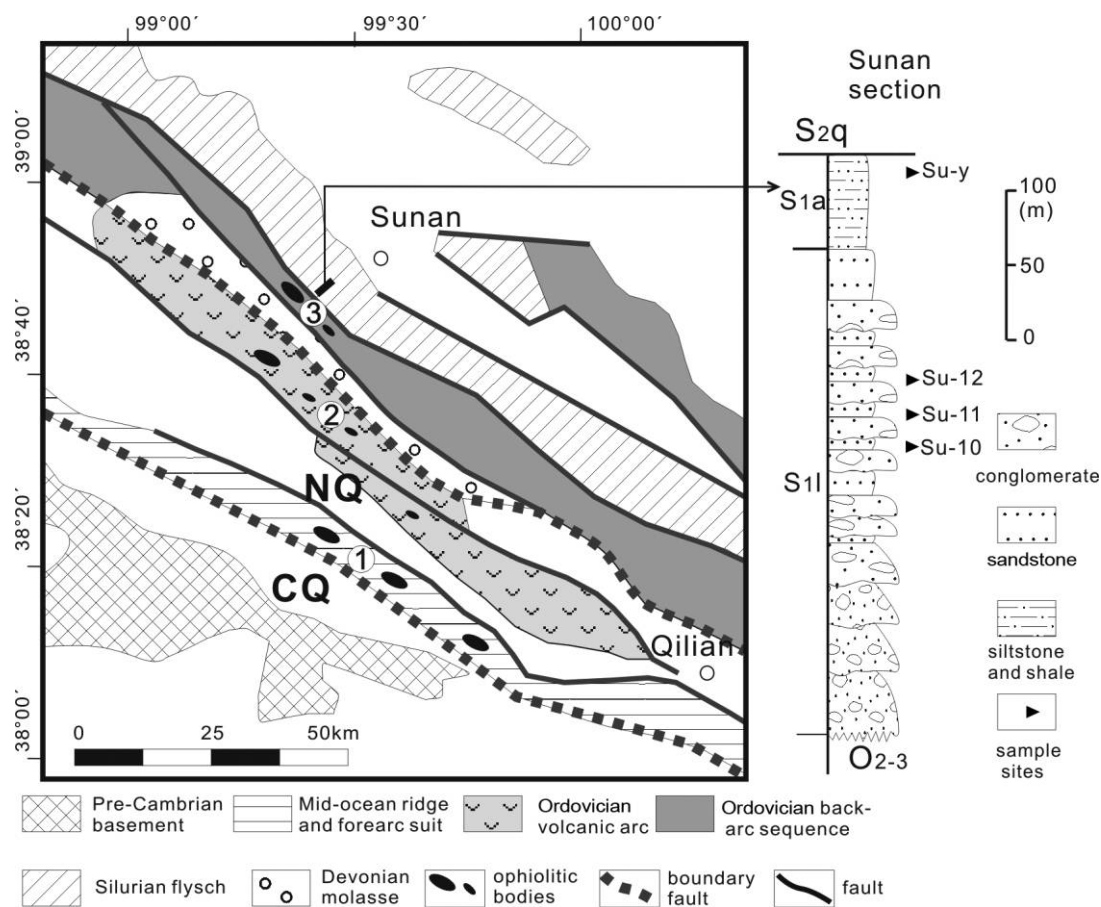 99°00´
99°30´
100°00´
39°00´
38°40´
38°20´
38°00´
Sunan
3
2
NQ
1
CQ
Qilian
0
25
50km
Sunan
section
S2q
S1a
S1l
O2-3
Su-y
Su-12
Su-11
Su-10
100
(m)
50
0
conglomerate
sandstone
siltstone
and shale
sample
sites
Pre-Cambrian
basement
Mid-ocean ridge
and forearc suit
Ordovician
volcanic arc
Ordovician back-
arc sequence
Silurian flysch
Devonian
molasse
ophiolitic
bodies
boundary
fault
fault